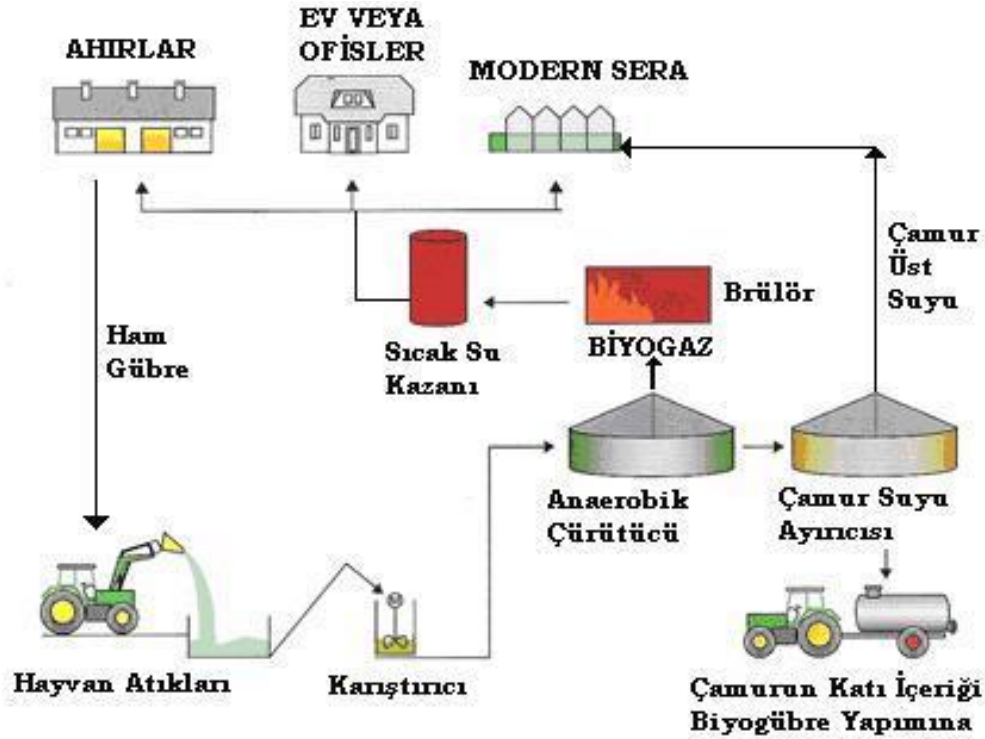 AHIRLAR
EV VEYA
OFİSLER
MODERN SERA
Çamur
Üst
Suyu
Ham
Gübre
Sıcak Su
Kazanı
Brülör
BİYOGAZ
Anaerobik
Çürütücü
Çamur Suyu
Ayırıcısı
Hayvan Atıkları
Karıştırıcı
Çamurun Katı İçeriği
Biyogübre Yapımına